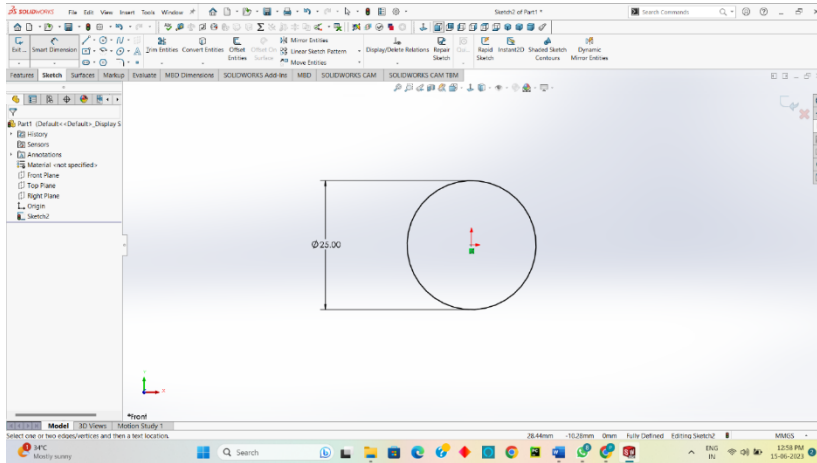 SOLIDWORKS File Edit View Insert Tools Window Sketch2 of Part1 * Search Commands
Exit... Smart Dimension Trim Entities Convert Entities Offset Entities Offset On Surface Mirror Entities Linear Sketch Pattern Move Entities Display/Delete Relations Repair Sketch Rapid Sketch Instant2D Shaded Sketch Contours Dynamic Mirror Entities
Features Sketch Surfaces Markup Evaluate MBD Dimensions SOLIDWORKS Add-Ins MBD SOLIDWORKS CAM SOLIDWORKS CAM TBM
Part1 (Default<<Default>_Display S
History
Sensors
Annotations
Material <not specified>
Front Plane
Top Plane
Right Plane
Origin
Sketch2
Ø25.00
*Front
Model 3D Views Motion Study 1
Select one or two edges/vertices and then a text location. 28.44mm -10.28mm 0mm Fully Defined Editing Sketch2 MMGS
34°C
Mostly sunny
Search
ENG
IN
12:58 PM
15-06-2023